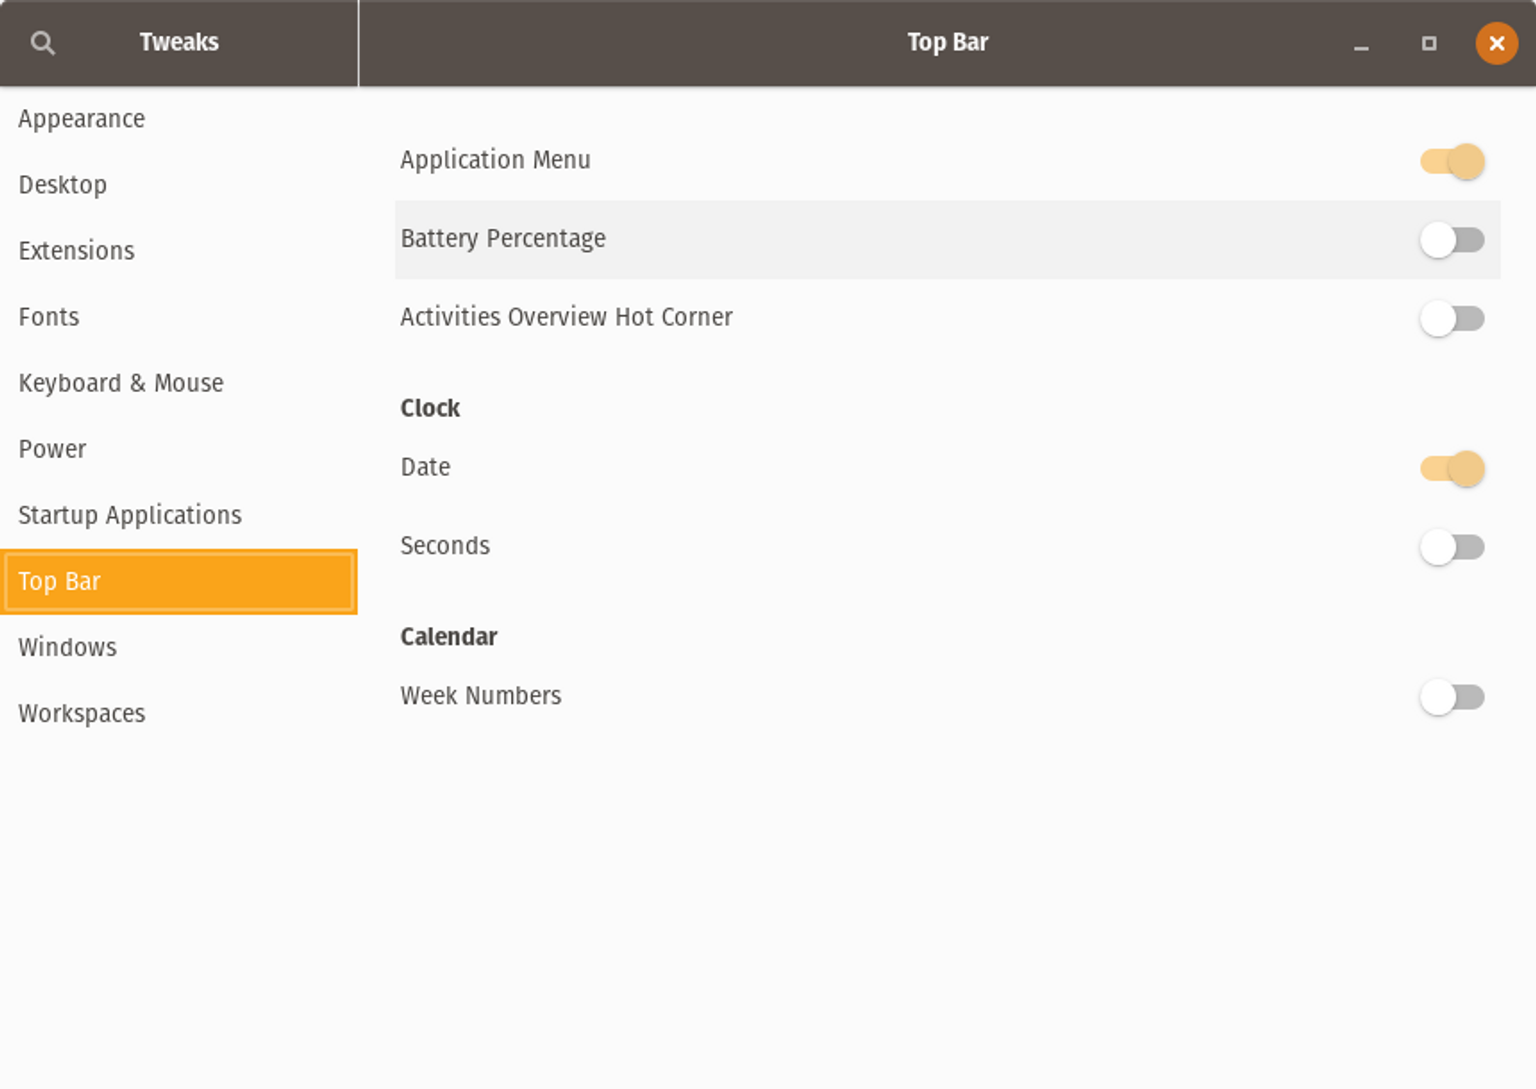 Tweaks
Top Bar
Appearance
Desktop
Extensions
Fonts
Keyboard & Mouse
Power
Startup Applications
Top Bar
Windows
Workspaces
Application Menu
Battery Percentage
Activities Overview Hot Corner
Clock
Date
Seconds
Calendar
Week Numbers